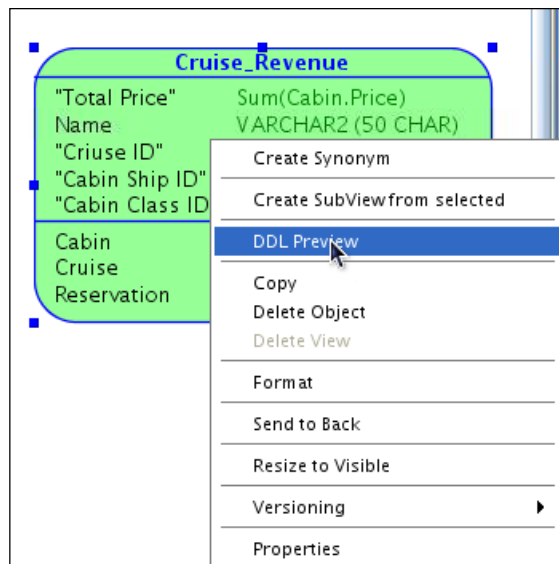 Cruise_Revenue
"Total Price" Sum(Cabin.Price)
Name VARCHAR2 (50 CHAR)
"Criuse ID"
"Cabin Ship ID"
"Cabin Class ID
Cabin
Cruise
Reservation
Create Synonym
Create SubView from selected
DDL Preview
Copy
Delete Object
Delete View
Format
Send to Back
Resize to Visible
Versioning
Properties